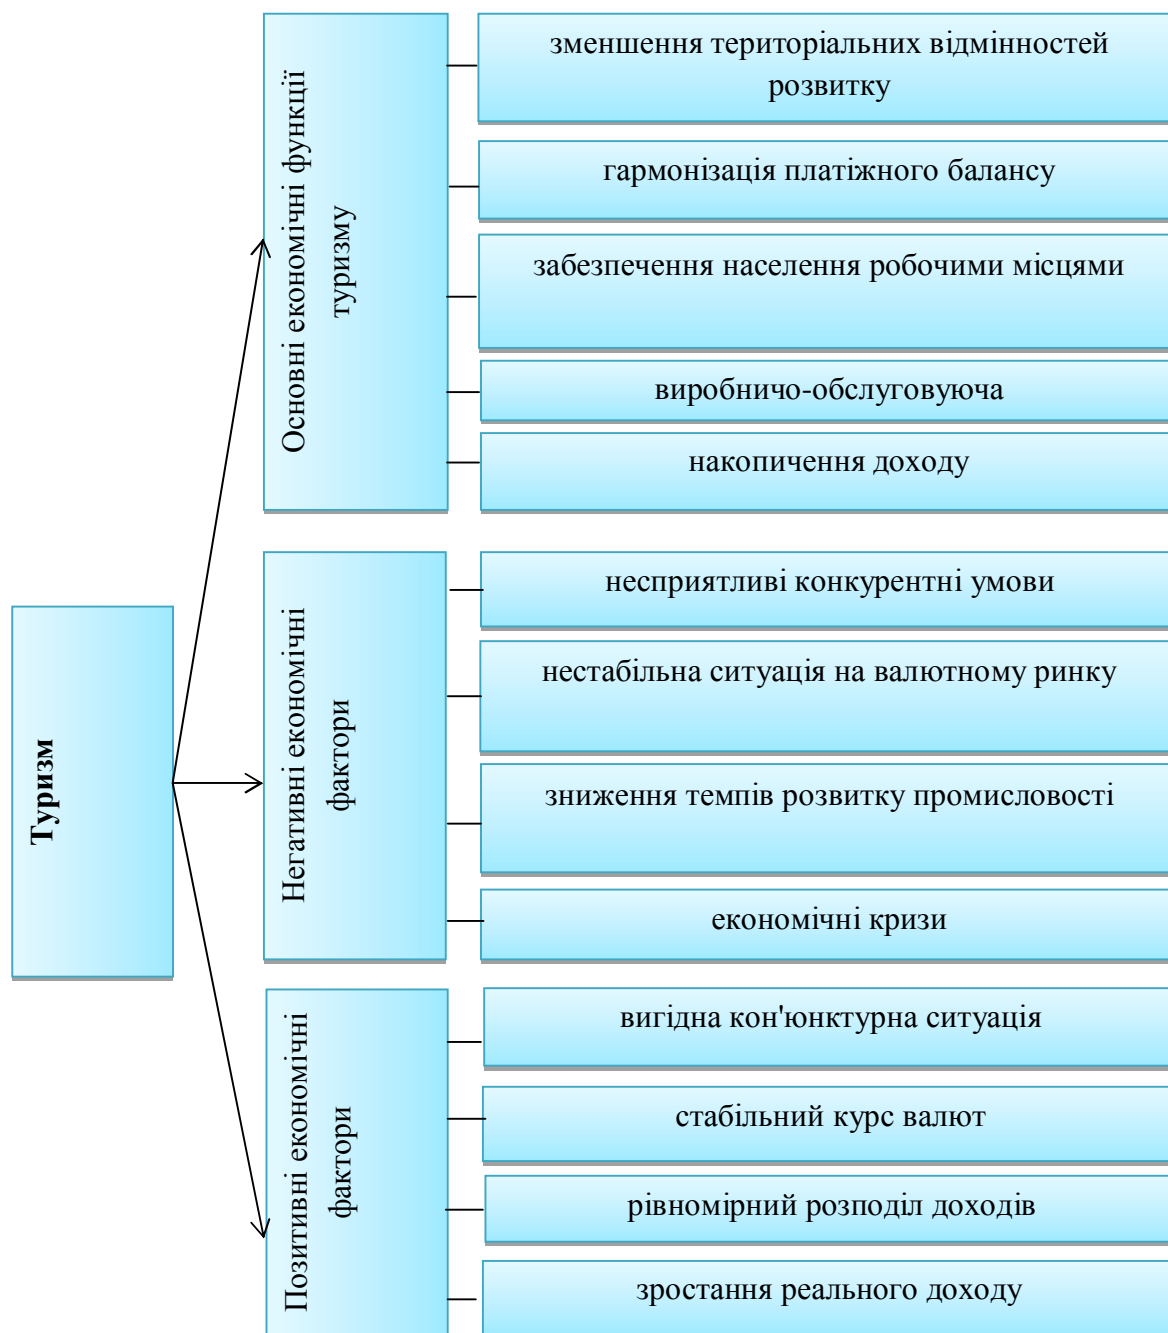 Туризм
Основні економічні функції
туризму
зменшення територіальних відмінностей
розвитку
гармонізація платіжного балансу
забезпечення населення робочими місцями
виробничо-обслуговуюча
накопичення доходу
Негативні економічні
фактори
несприятливі конкурентні умови
нестабільна ситуація на валютному ринку
зниження темпів розвитку промисловості
економічні кризи
Позитивні економічні
фактори
вигідна кон'юнктурна ситуація
стабільний курс валют
рівномірний розподіл доходів
зростання реального доходу